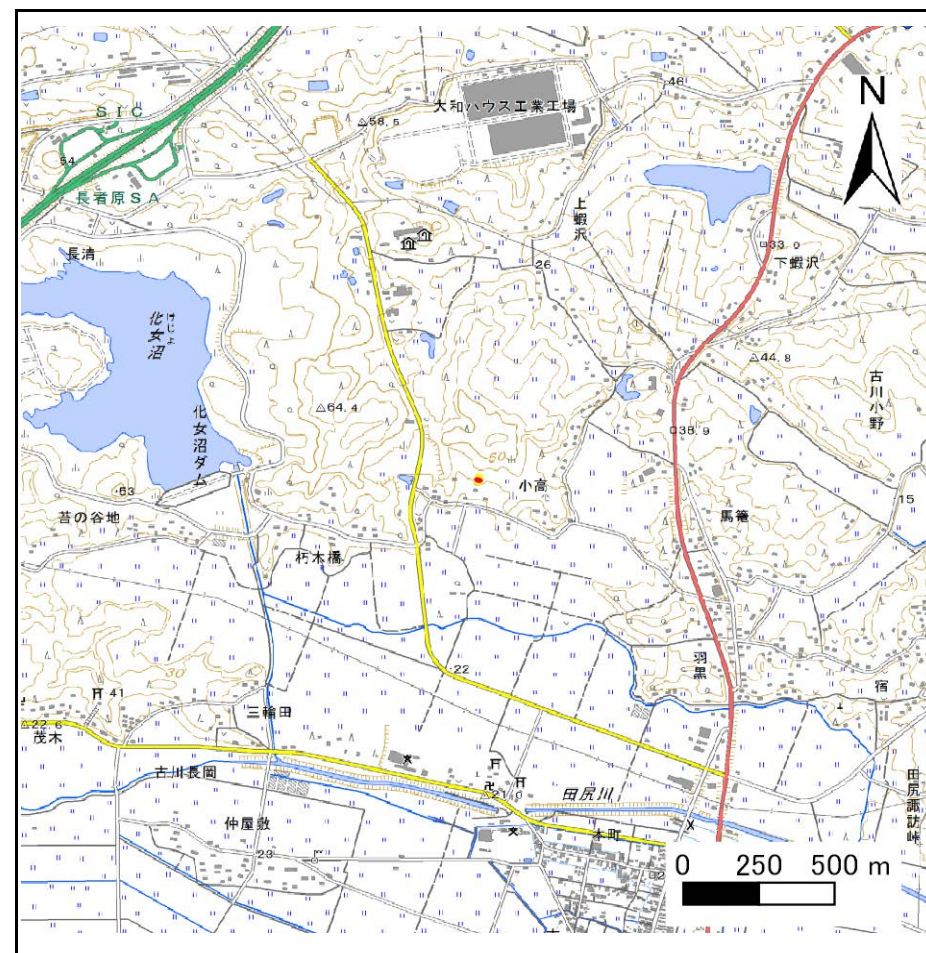 46
大和ハウス工業工場
SIC
58.5
N
54
長者原SA
上蝦沢
33.0
長清
下蝦沢
26
けじょ
化女沼
44.8
古川小野
64.4
38.9
化女沼ダム
60
小高
63
15
苔の谷地
馬篭
朽木橋
羽黒
22
30
41
宿
三輪田
22.6
茂木
古川長岡
田尻川
田尻諏訪峠
仲屋敷
本町
23
0 250 500 m